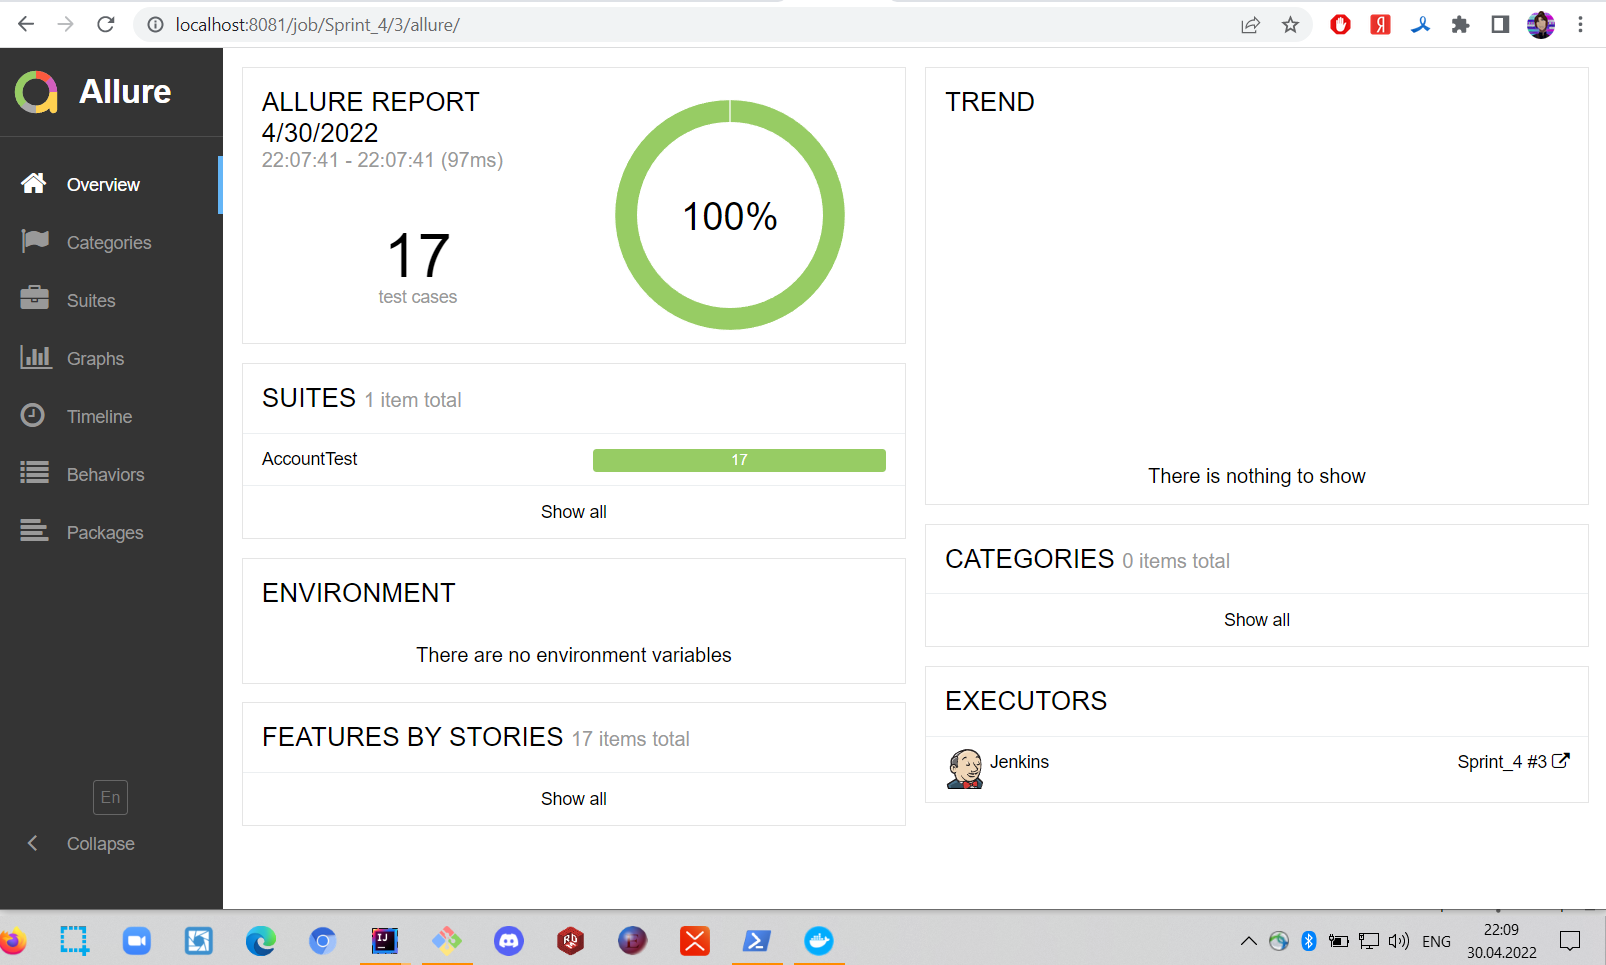 localhost:8081/job/Sprint_4/3/allure/
Allure
Overview
Categories
Suites
Graphs
Timeline
Behaviors
Packages
En
Collapse
ALLURE REPORT
4/30/2022
22:07:41 - 22:07:41 (97ms)
17
test cases
100%
SUITES 1 item total
AccountTest 17
Show all
ENVIRONMENT
There are no environment variables
FEATURES BY STORIES 17 items total
Show all
TREND
There is nothing to show
CATEGORIES 0 items total
Show all
EXECUTORS
Jenkins Sprint_4 #3
ENG
22:09
30.04.2022